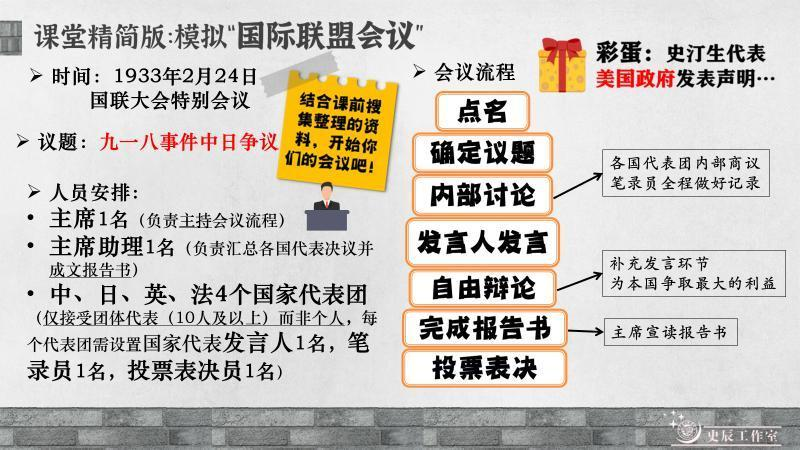 课堂精简版:模拟“国际联盟会议”
时间：1933年2月24日
国联大会特别会议
议题：九一八事件中日争议
人员安排：
主席1名（负责主持会议流程）
主席助理1名（负责汇总各国代表决议并
成文报告书）
中、日、英、法4个国家代表团
（仅接受团体代表（10人及以上）而非个人，每
个代表团需设置国家代表发言人1名，笔
录员1名，投票表决员1名）
结合课前搜
集整理的资
料，开始你
们的会议吧！
会议流程
点名
确定议题
内部讨论
发言人发言
自由辩论
完成报告书
投票表决
彩蛋：史汀生代表
美国政府发表声明…
各国代表团内部商议
笔录员全程做好记录
补充发言环节
为本国争取最大的利益
主席宣读报告书
史辰工作室